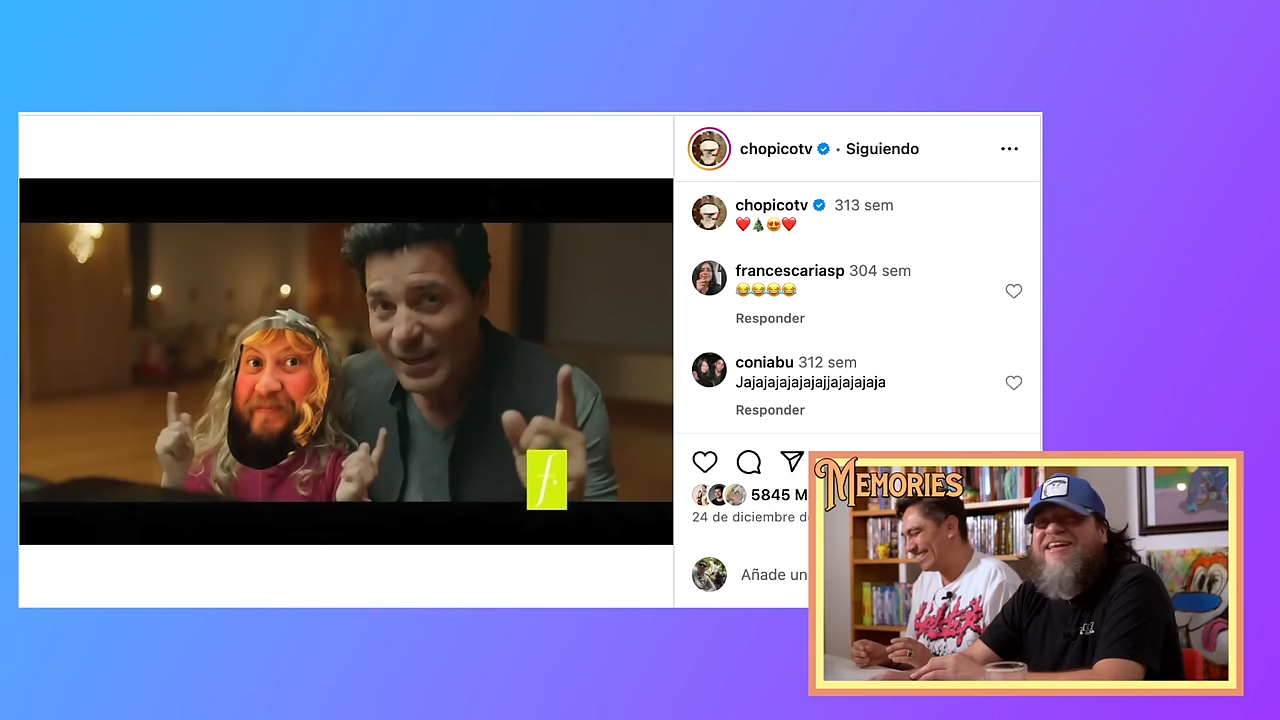 chopicotv • Siguiendo
chopicotv 313 sem
❤️🎄😍❤️
francescariasp 304 sem
😂😂😂😂
Responder
coniabu 312 sem
Jajajajajajajajjajajajaja
Responder
5845 M
24 de diciembre d
Añade un
MEMORIES
f